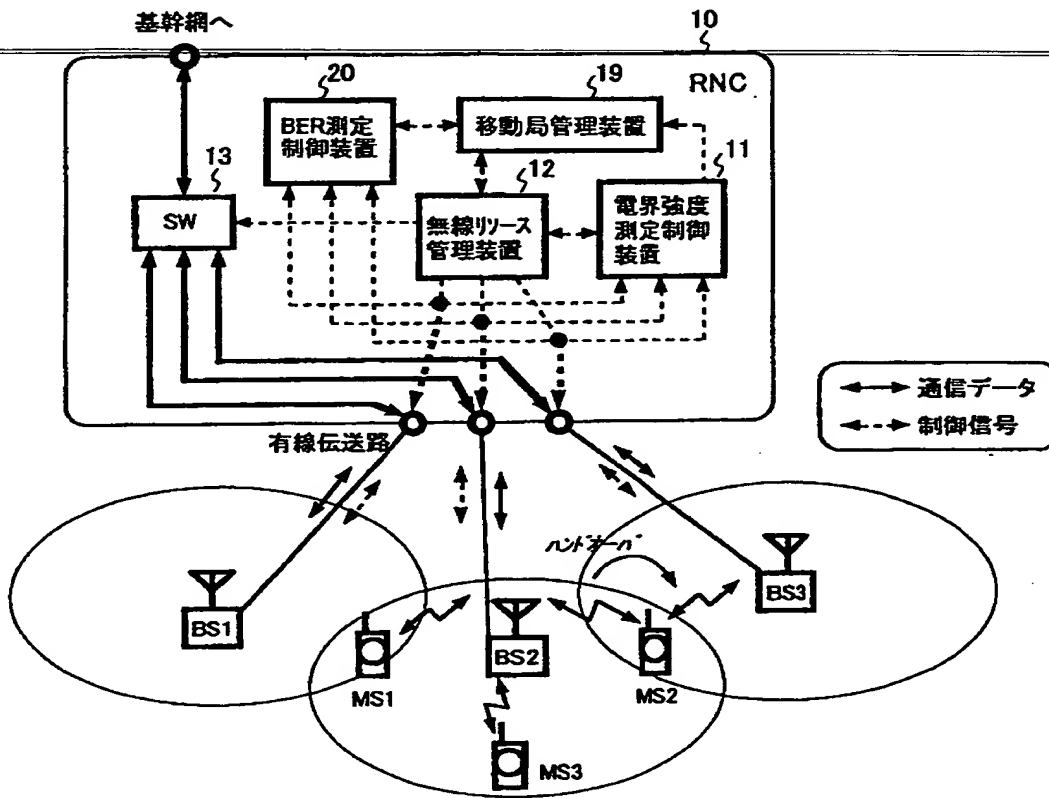 基幹網へ
10
RNC
20
BER測定
制御装置
19
移動局管理装置
13
SW
12
無線リソース
管理装置
11
電界強度
測定制御
装置
通信データ
制御信号
有線伝送路
ハンドオーバ
BS1
BS2
BS3
MS1
MS2
MS3